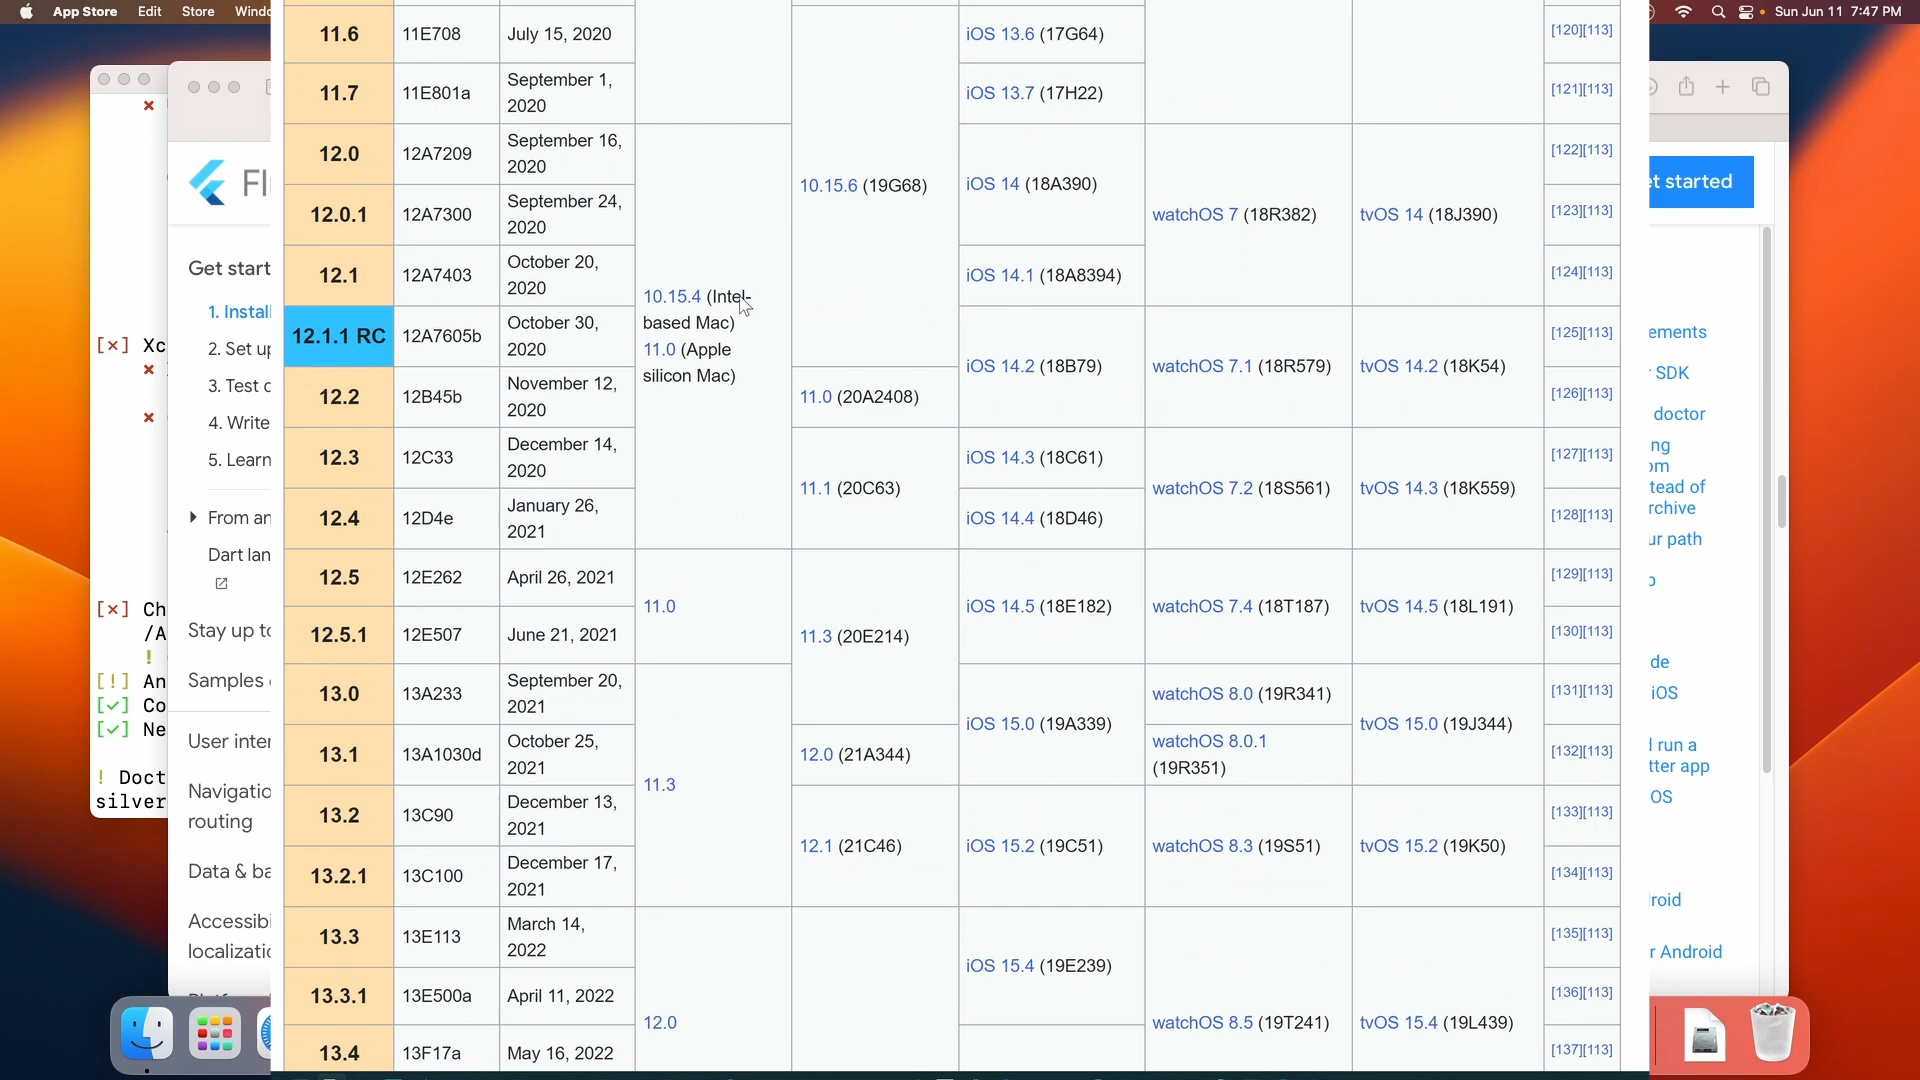 App Store Edit Store Windo
Sun Jun 11 7:47 PM
11.6 11E708 July 15, 2020 iOS 13.6 (17G64) [120][113]
11.7 11E801a September 1, 2020 iOS 13.7 (17H22) [121][113]
12.0 12A7209 September 16, 2020 10.15.4 (Intel-based Mac) 11.0 (Apple silicon Mac) 10.15.6 (19G68) iOS 14 (18A390) watchOS 7 (18R382) tvOS 14 (18J390) [122][113]
12.0.1 12A7300 September 24, 2020 [123][113]
12.1 12A7403 October 20, 2020 iOS 14.1 (18A8394) [124][113]
12.1.1 RC 12A7605b October 30, 2020 iOS 14.2 (18B79) watchOS 7.1 (18R579) tvOS 14.2 (18K54) [125][113]
12.2 12B45b November 12, 2020 11.0 (20A2408) [126][113]
12.3 12C33 December 14, 2020 11.1 (20C63) iOS 14.3 (18C61) watchOS 7.2 (18S561) tvOS 14.3 (18K559) [127][113]
12.4 12D4e January 26, 2021 iOS 14.4 (18D46) [128][113]
12.5 12E262 April 26, 2021 11.0 11.3 (20E214) iOS 14.5 (18E182) watchOS 7.4 (18T187) tvOS 14.5 (18L191) [129][113]
12.5.1 12E507 June 21, 2021 [130][113]
13.0 13A233 September 20, 2021 11.3 iOS 15.0 (19A339) watchOS 8.0 (19R341) tvOS 15.0 (19J344) [131][113]
13.1 13A1030d October 25, 2021 12.0 (21A344) watchOS 8.0.1 (19R351) [132][113]
13.2 13C90 December 13, 2021 12.1 (21C46) iOS 15.2 (19C51) watchOS 8.3 (19S51) tvOS 15.2 (19K50) [133][113]
13.2.1 13C100 December 17, 2021 [134][113]
13.3 13E113 March 14, 2022 12.0 iOS 15.4 (19E239) watchOS 8.5 (19T241) tvOS 15.4 (19L439) [135][113]
13.3.1 13E500a April 11, 2022 [136][113]
13.4 13F17a May 16, 2022 [137][113]
[×] Xc
[×] Ch
/A
[!] An
[✓] Co
[✓] Ne
! Doct
silver
Fl
Get start
1. Instal
2. Set up
3. Test
4. Write
5. Learn
From an
Dart lan
Stay up to
Samples
User inter
Navigatio
routing
Data & ba
Accessibi
localizatio
et started
ements
SDK
doctor
ng
om
tead of
rchive
ur path
de
iOS
run a
tter app
OS
roid
r Android